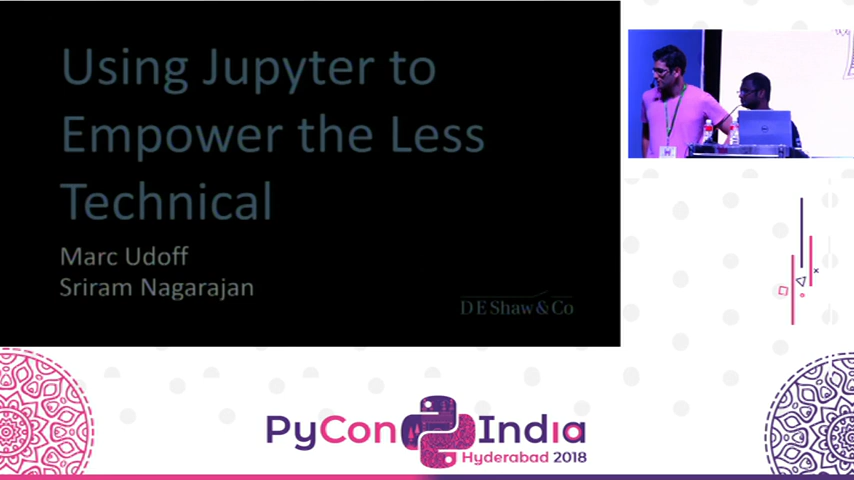 Using Jupyter to
Empower the Less
Technical
Marc Udoff
Sriram Nagarajan
D E Shaw & Co
PyCon India
Hyderabad 2018